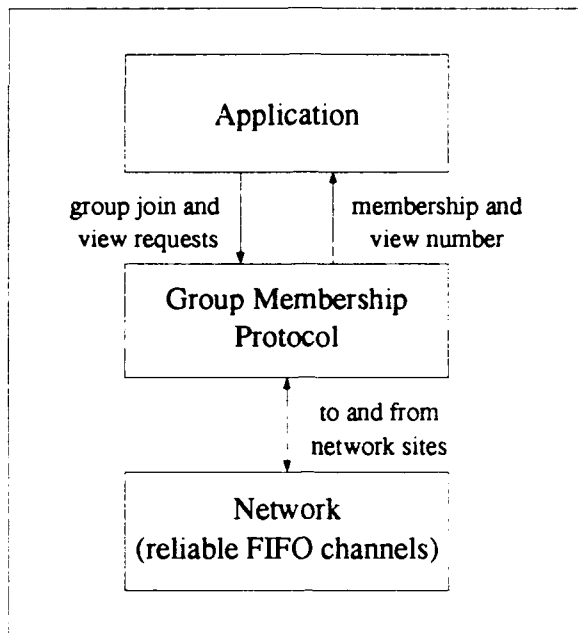 Application
group join and
view requests
membership and
view number
Group Membership
Protocol
to and from
network sites
Network
(reliable FIFO channels)